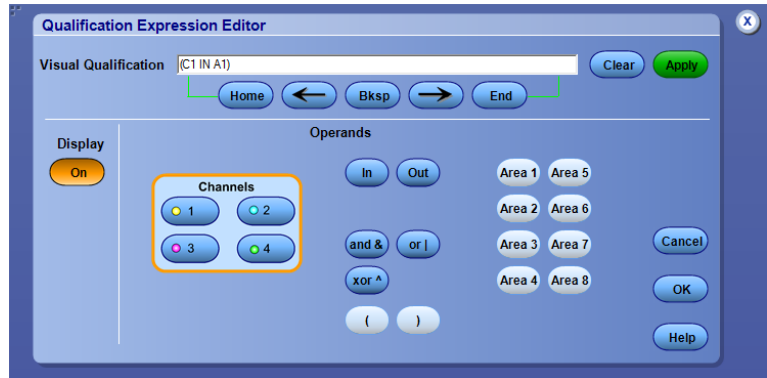 Qualification Expression Editor
X
Visual Qualification (C1 IN A1) Clear Apply
Home Bksp End
Operands
Display
On
Channels
1 2
3 4
In Out
and & or |
xor ^
( )
Area 1 Area 5
Area 2 Area 6
Area 3 Area 7
Area 4 Area 8
Cancel
OK
Help